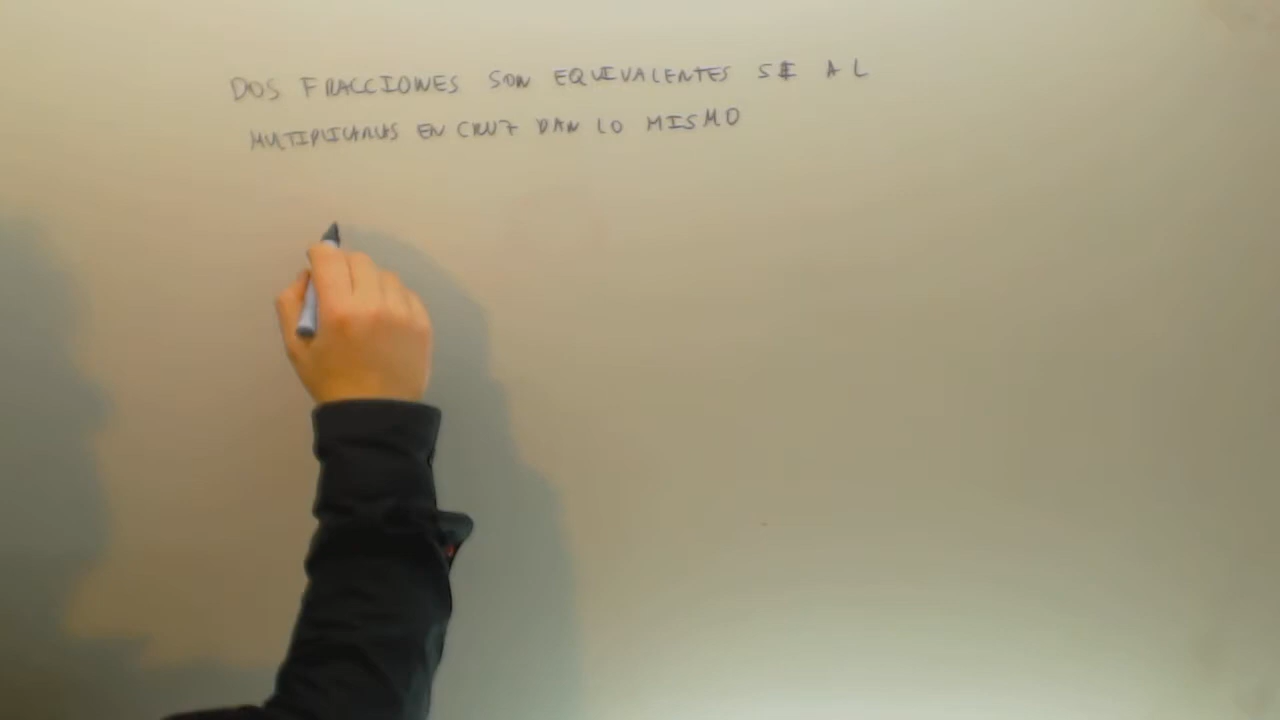 DOS FRACCIONES SON EQUIVALENTES SI AL
MULTIPLICARLAS EN CRUZ DAN LO MISMO